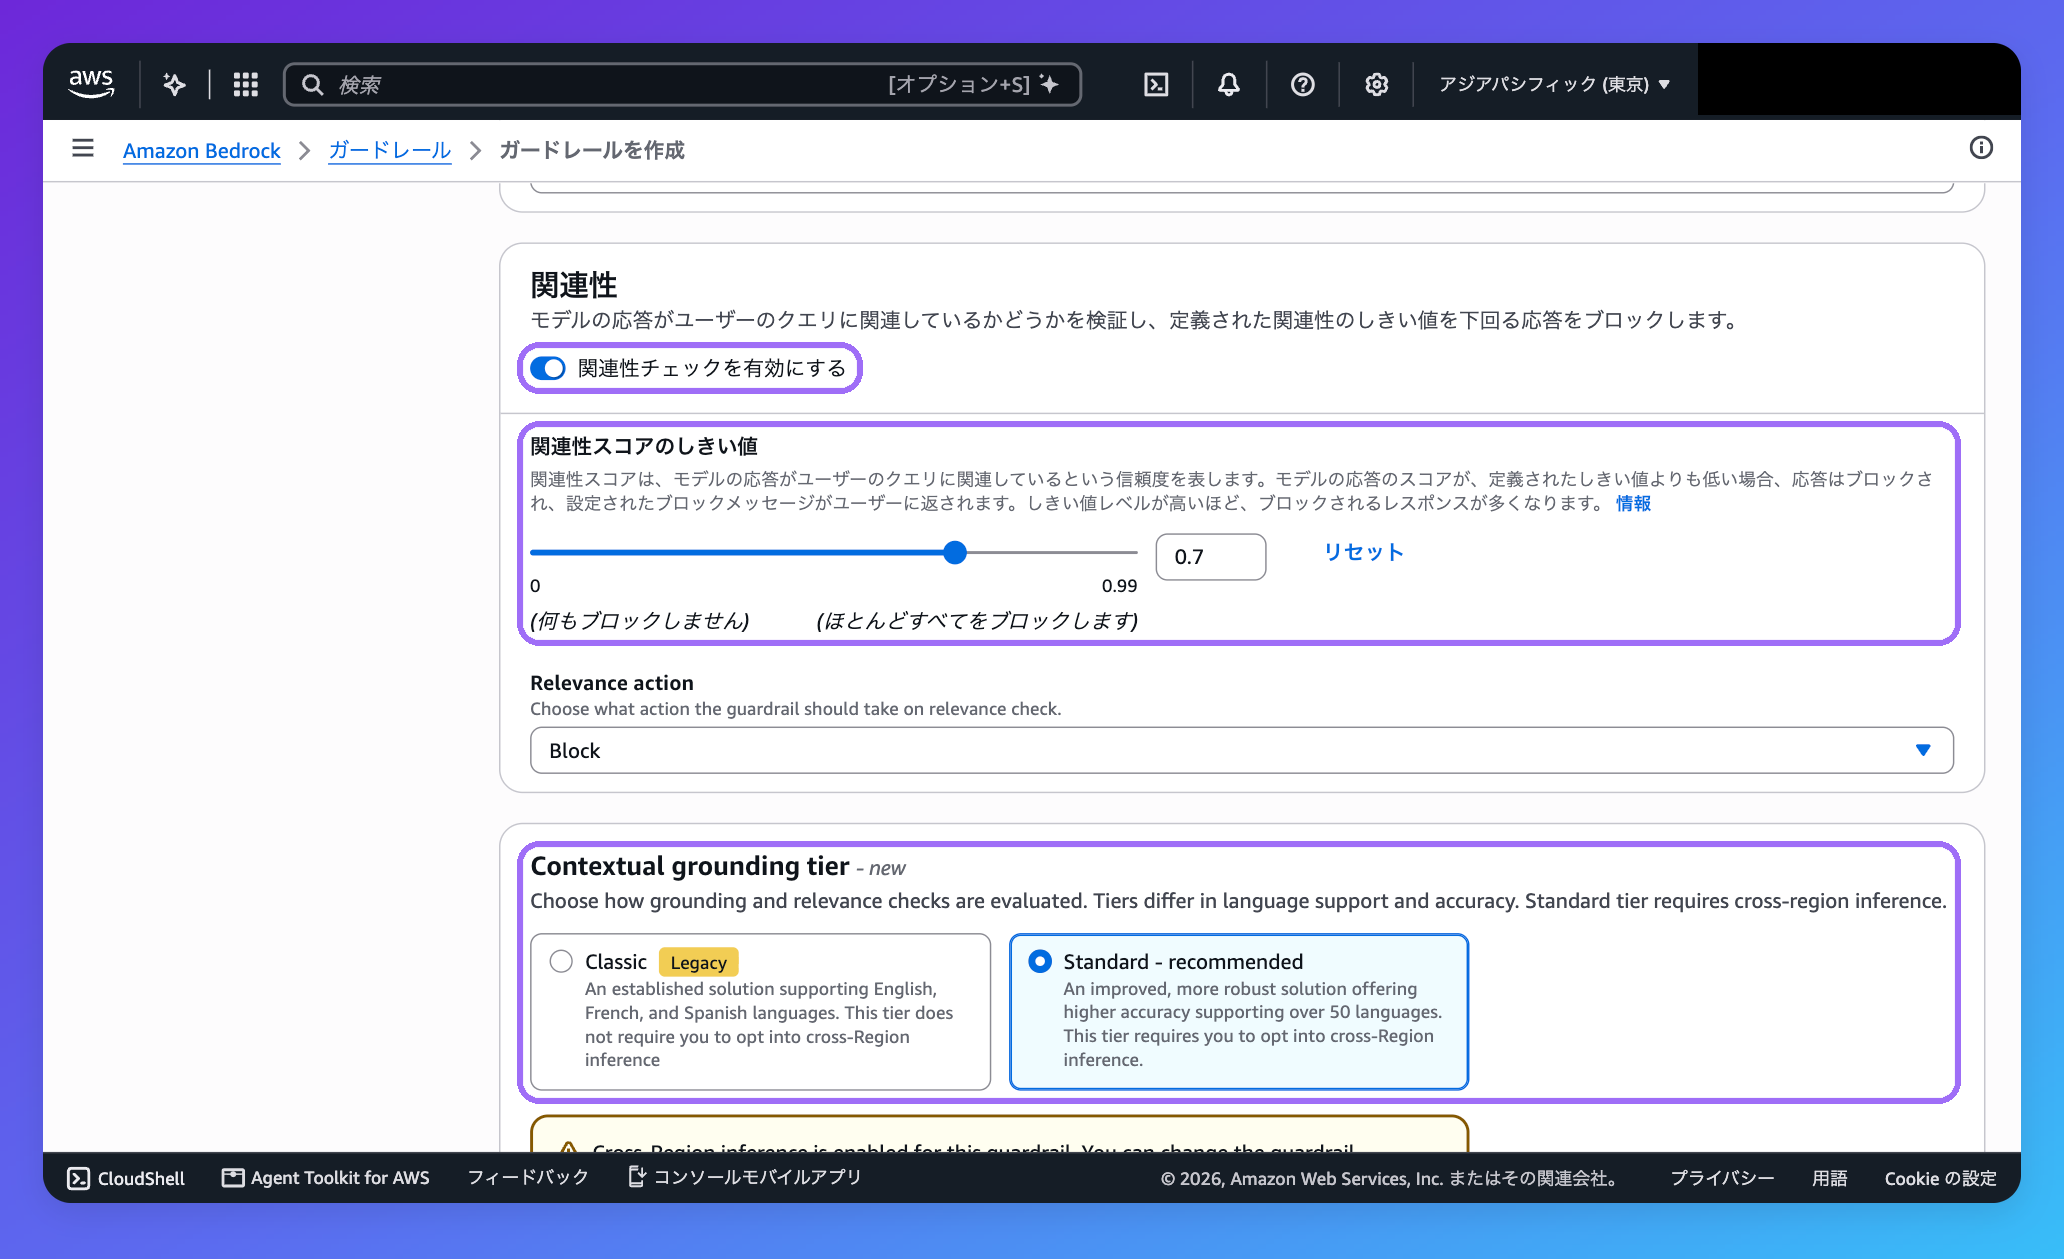 aws
検索
[オプション+S]
アジアパシフィック (東京) ▼
Amazon Bedrock
ガードレール
ガードレールを作成
関連性
モデルの応答がユーザーのクエリに関連しているかどうかを検証し、定義された関連性のしきい値を下回る応答をブロックします。
関連性チェックを有効にする
関連性スコアのしきい値
関連性スコアは、モデルの応答がユーザーのクエリに関連しているという信頼度を表します。モデルの応答のスコアが、定義されたしきい値よりも低い場合、応答はブロックさ
れ、設定されたブロックメッセージがユーザーに返されます。しきい値レベルが高いほど、ブロックされるレスポンスが多くなります。 情報
0.7
リセット
0
0.99
(何もブロックしません)
(ほとんどすべてをブロックします)
Relevance action
Choose what action the guardrail should take on relevance check.
Block
Contextual grounding tier - new
Choose how grounding and relevance checks are evaluated. Tiers differ in language support and accuracy. Standard tier requires cross-region inference.
Classic
Legacy
An established solution supporting English,
French, and Spanish languages. This tier does
not require you to opt into cross-Region
inference
Standard - recommended
An improved, more robust solution offering
higher accuracy supporting over 50 languages.
This tier requires you to opt into cross-Region
inference.
Cross-Region inference is enabled for this guardrail. You can change the guardrail
CloudShell
Agent Toolkit for AWS
フィードバック
コンソールモバイルアプリ
© 2026, Amazon Web Services, Inc. またはその関連会社。
プライバシー
用語
Cookie の設定